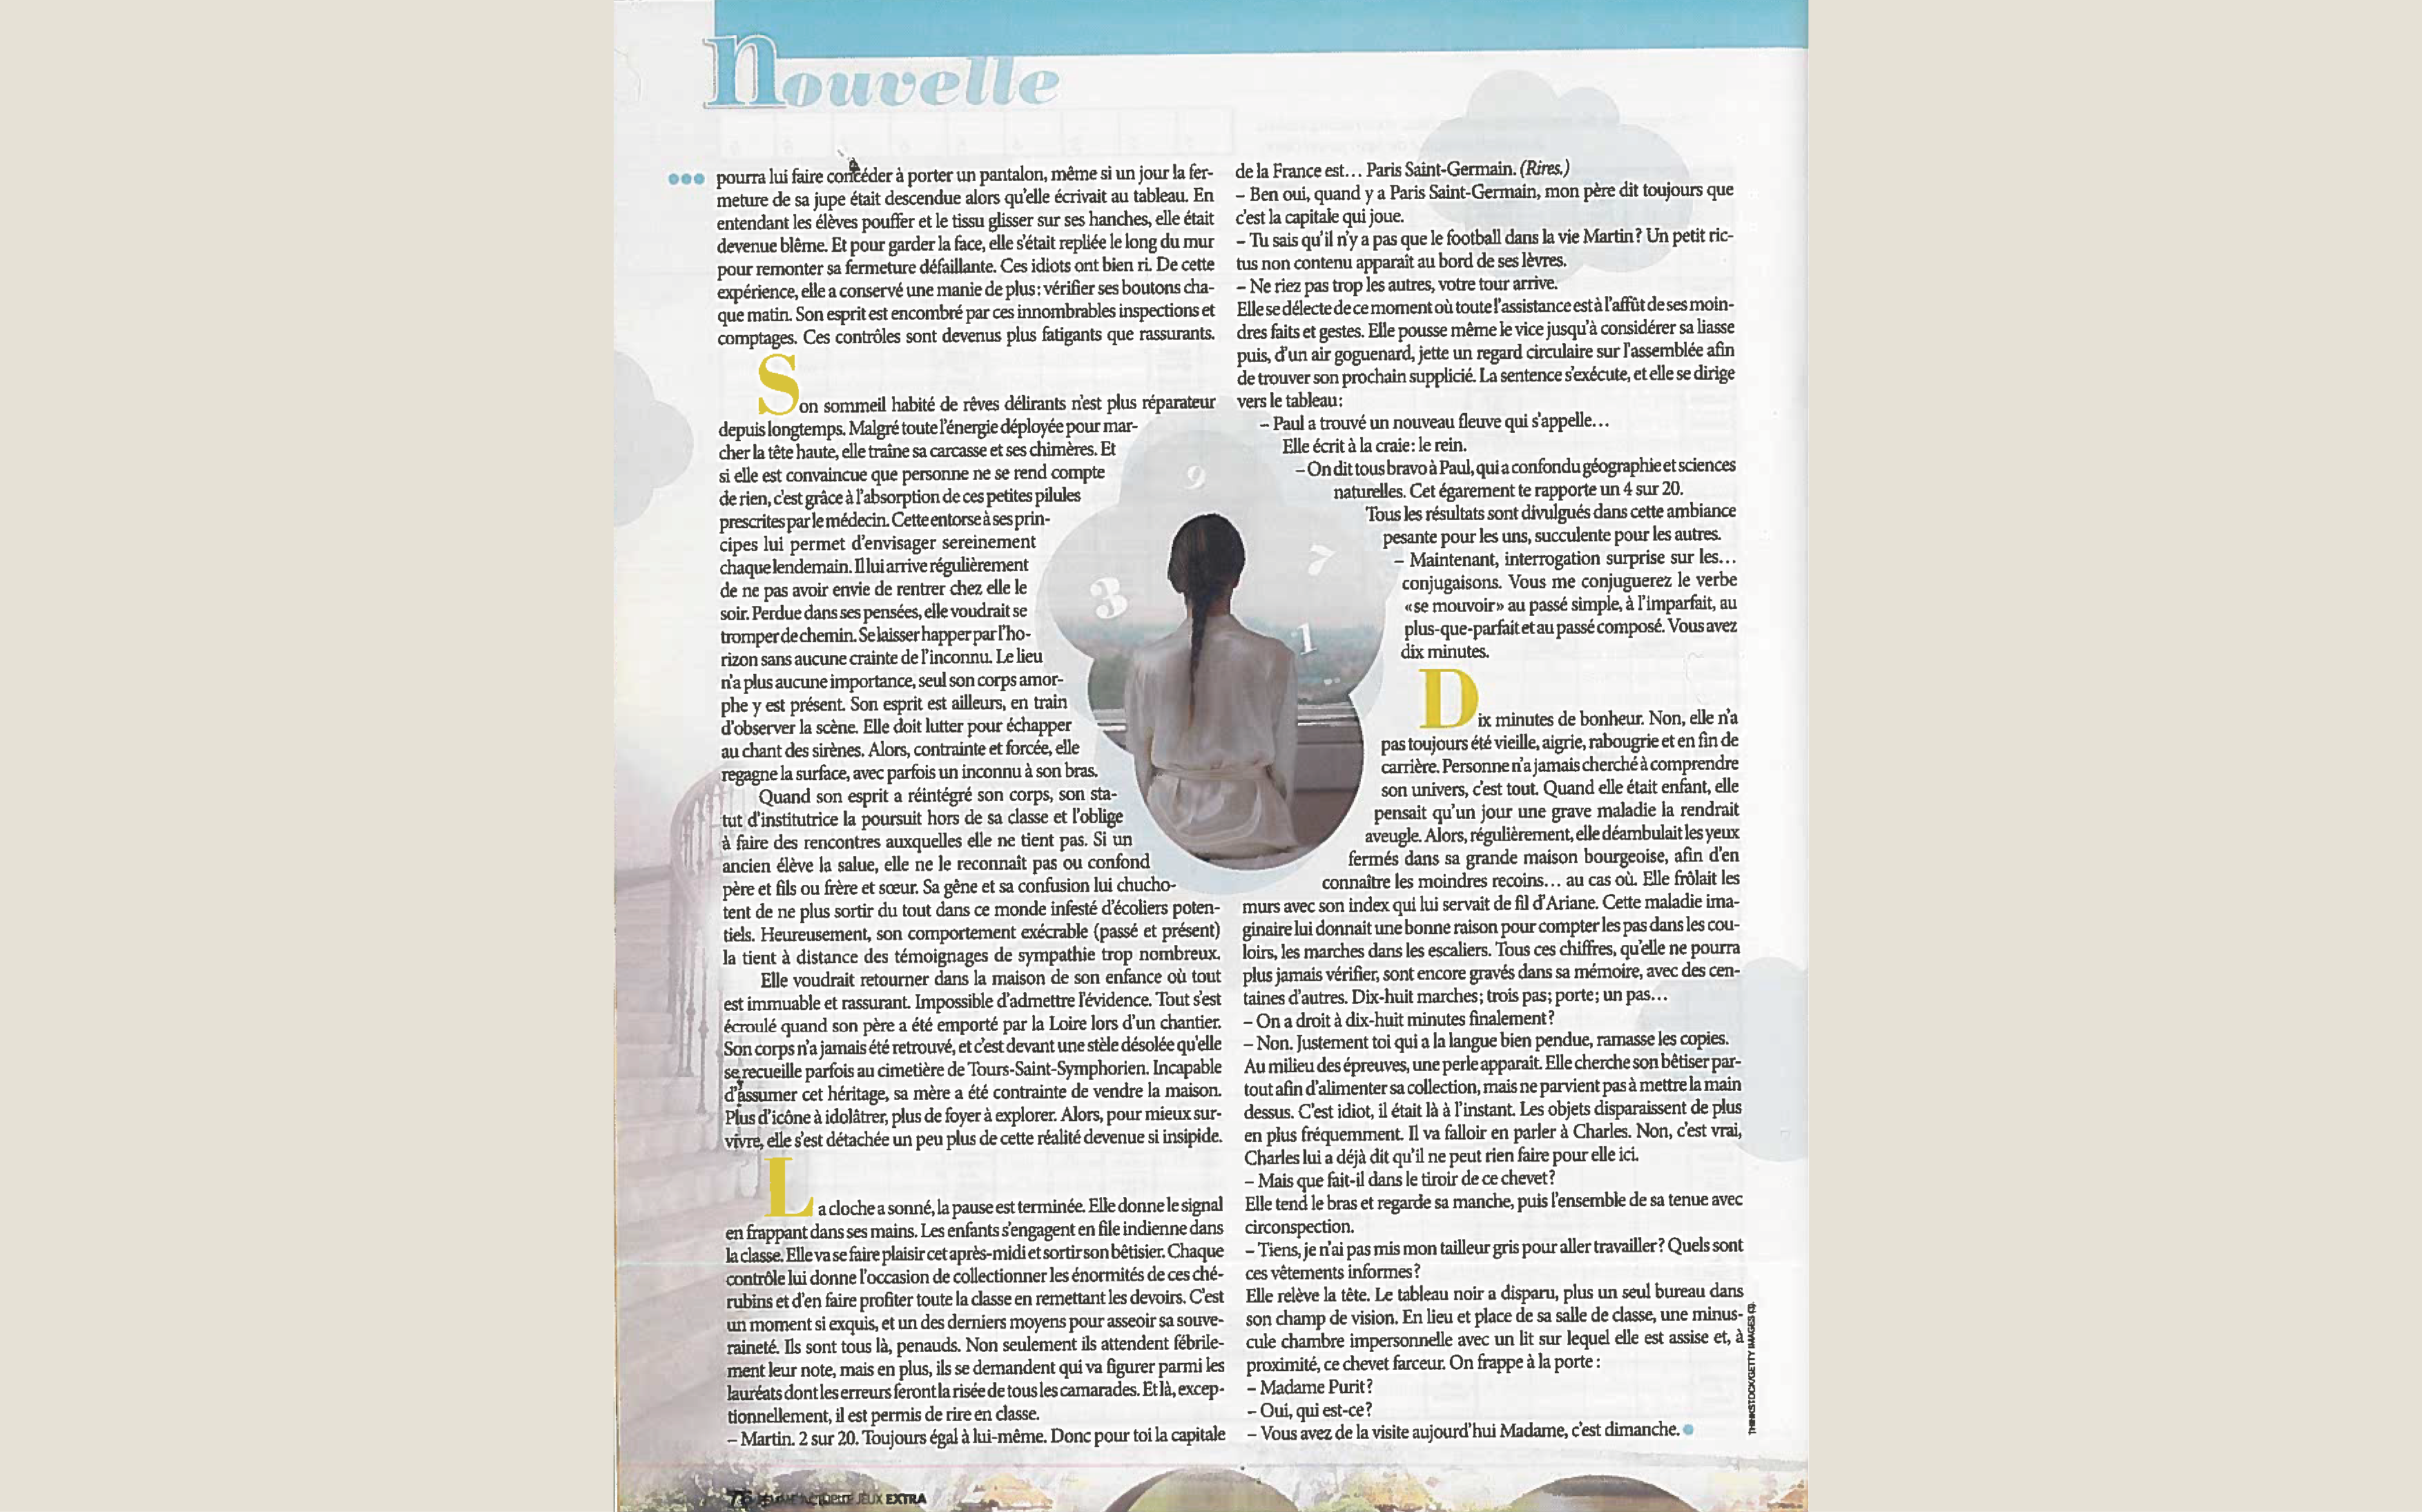 nouvelle
pourra lui faire concéder à porter un pantalon, même si un jour la fer-
meture de sa jupe était descendue alors qu'elle écrivait au tableau. En
entendant les élèves pouffer et le tissu glisser sur ses hanches, elle était
devenue blême. Et pour garder la face, elle s'était repliée le long du mur
pour remonter sa fermeture défaillante. Ces idiots ont bien ri. De cette
expérience, elle a conservé une manie de plus : vérifier ses boutons cha-
que matin. Son esprit est encombré par ces innombrables inspections et
comptages. Ces contrôles sont devenus plus fatigants que rassurants.
Son sommeil habité de rêves délirants n'est plus réparateur
depuis longtemps. Malgré toute l'énergie déployée pour mar-
cher la tête haute, elle traîne sa carcasse et ses chimères. Et
si elle est convaincue que personne ne se rend compte
de rien, c'est grâce à l'absorption de ces petites pilules
prescrites par le médecin. Cette entorse à ses prin-
cipes lui permet d'envisager sereinement
chaque lendemain. Il lui arrive régulièrement
de ne pas avoir envie de rentrer chez elle le
soir. Perdue dans ses pensées, elle voudrait se
tromper de chemin. Se laisser happer par l'ho-
rizon sans aucune crainte de l'inconnu. Le lieu
n'a plus aucune importance, seul son corps amor-
phe y est présent. Son esprit est ailleurs, en train
d'observer la scène. Elle doit lutter pour échapper
au chant des sirènes. Alors, contrainte et forcée, elle
regagne la surface, avec parfois un inconnu à son bras.
Quand son esprit a réintégré son corps, son sta-
tut d'institutrice la poursuit hors de sa classe et l'oblige
à faire des rencontres auxquelles elle ne tient pas. Si un
ancien élève la salue, elle ne le reconnaît pas ou confond
père et fils ou frère et sœur. Sa gêne et sa confusion lui chucho-
tent de ne plus sortir du tout dans ce monde infesté d'écoliers poten-
tiels. Heureusement, son comportement exécrable (passé et présent)
la tient à distance des témoignages de sympathie trop nombreux.
Elle voudrait retourner dans la maison de son enfance où tout
est immuable et rassurant. Impossible d'admettre l'évidence. Tout s'est
écroulé quand son père a été emporté par la Loire lors d'un chantier.
Son corps n'a jamais été retrouvé, et c'est devant une stèle désolée qu'elle
se recueille parfois au cimetière de Tours-Saint-Symphorien. Incapable
d'assumer cet héritage, sa mère a été contrainte de vendre la maison.
Plus d'icône à idolâtrer, plus de foyer à explorer. Alors, pour mieux sur-
vivre, elle s'est détachée un peu plus de cette réalité devenue si insipide.
La cloche a sonné, la pause est terminée. Elle donne le signal
en frappant dans ses mains. Les enfants s'engagent en file indienne dans
la classe. Elle va se faire plaisir cet après-midi et sortir son bêtisier. Chaque
contrôle lui donne l'occasion de collectionner les énormités de ces ché-
rubins et d'en faire profiter toute la classe en remettant les devoirs. C'est
un moment si exquis, et un des derniers moyens pour asseoir sa souve-
raineté. Ils sont tous là, penauds. Non seulement ils attendent fébrile-
ment leur note, mais en plus, ils se demandent qui va figurer parmi les
lauréats dont les erreurs feront la risée de tous les camarades. Et là, excep-
tionnellement, il est permis de rire en classe.
– Martin. 2 sur 20. Toujours égal à lui-même. Donc pour toi la capitale
de la France est... Paris Saint-Germain. (Rires.)
– Ben oui, quand y a Paris Saint-Germain, mon père dit toujours que
c'est la capitale qui joue.
– Tu sais qu'il n'y a pas que le football dans la vie Martin? Un petit ric-
tus non contenu apparaît au bord de ses lèvres.
– Ne riez pas trop les autres, votre tour arrive.
Elle se délecte de ce moment où toute l'assistance est à l'affût de ses moin-
dres faits et gestes. Elle pousse même le vice jusqu'à considérer sa liasse
puis, d'un air goguenard, jette un regard circulaire sur l'assemblée afin
de trouver son prochain supplicié. La sentence s'exécute, et elle se dirige
vers le tableau :
– Paul a trouvé un nouveau fleuve qui s'appelle...
Elle écrit à la craie : le rein.
– On dit tous bravo à Paul, qui a confondu géographie et sciences
naturelles. Cet égarement te rapporte un 4 sur 20.
Tous les résultats sont divulgués dans cette ambiance
pesante pour les uns, succulente pour les autres.
– Maintenant, interrogation surprise sur les...
conjugaisons. Vous me conjuguerez le verbe
«se mouvoir» au passé simple, à l'imparfait, au
plus-que-parfait et au passé composé. Vous avez
dix minutes.
Dix minutes de bonheur. Non, elle n'a
pas toujours été vieille, aigrie, rabougrie et en fin de
carrière. Personne n'a jamais cherché à comprendre
son univers, c'est tout. Quand elle était enfant, elle
pensait qu'un jour une grave maladie la rendrait
aveugle. Alors, régulièrement, elle déambulait les yeux
fermés dans sa grande maison bourgeoise, afin d'en
connaître les moindres recoins... au cas où. Elle frôlait les
murs avec son index qui lui servait de fil d'Ariane. Cette maladie ima-
ginaire lui donnait une bonne raison pour compter les pas dans les cou-
loirs, les marches dans les escaliers. Tous ces chiffres, qu'elle ne pourra
plus jamais vérifier, sont encore gravés dans sa mémoire, avec des cen-
taines d'autres. Dix-huit marches; trois pas; porte; un pas...
– On a droit à dix-huit minutes finalement?
– Non. Justement toi qui a la langue bien pendue, ramasse les copies.
Au milieu des épreuves, une perle apparaît. Elle cherche son bêtisier par-
tout afin d'alimenter sa collection, mais ne parvient pas à mettre la main
dessus. C'est idiot, il était là à l'instant. Les objets disparaissent de plus
en plus fréquemment. Il va falloir en parler à Charles. Non, c'est vrai,
Charles lui a déjà dit qu'il ne peut rien faire pour elle ici.
– Mais que fait-il dans le tiroir de ce chevet?
Elle tend le bras et regarde sa manche, puis l'ensemble de sa tenue avec
circonspection.
– Tiens, je n'ai pas mis mon tailleur gris pour aller travailler? Quels sont
ces vêtements informes?
Elle relève la tête. Le tableau noir a disparu, plus un seul bureau dans
son champ de vision. En lieu et place de sa salle de classe, une minus-
cule chambre impersonnelle avec un lit sur lequel elle est assise et, à
proximité, ce chevet farceur. On frappe à la porte :
– Madame Purit?
– Oui, qui est-ce?
– Vous avez de la visite aujourd'hui Madame, c'est dimanche.
9
7
3
1
THINKSTOCK/GETTY IMAGES
JEUX EXTRA